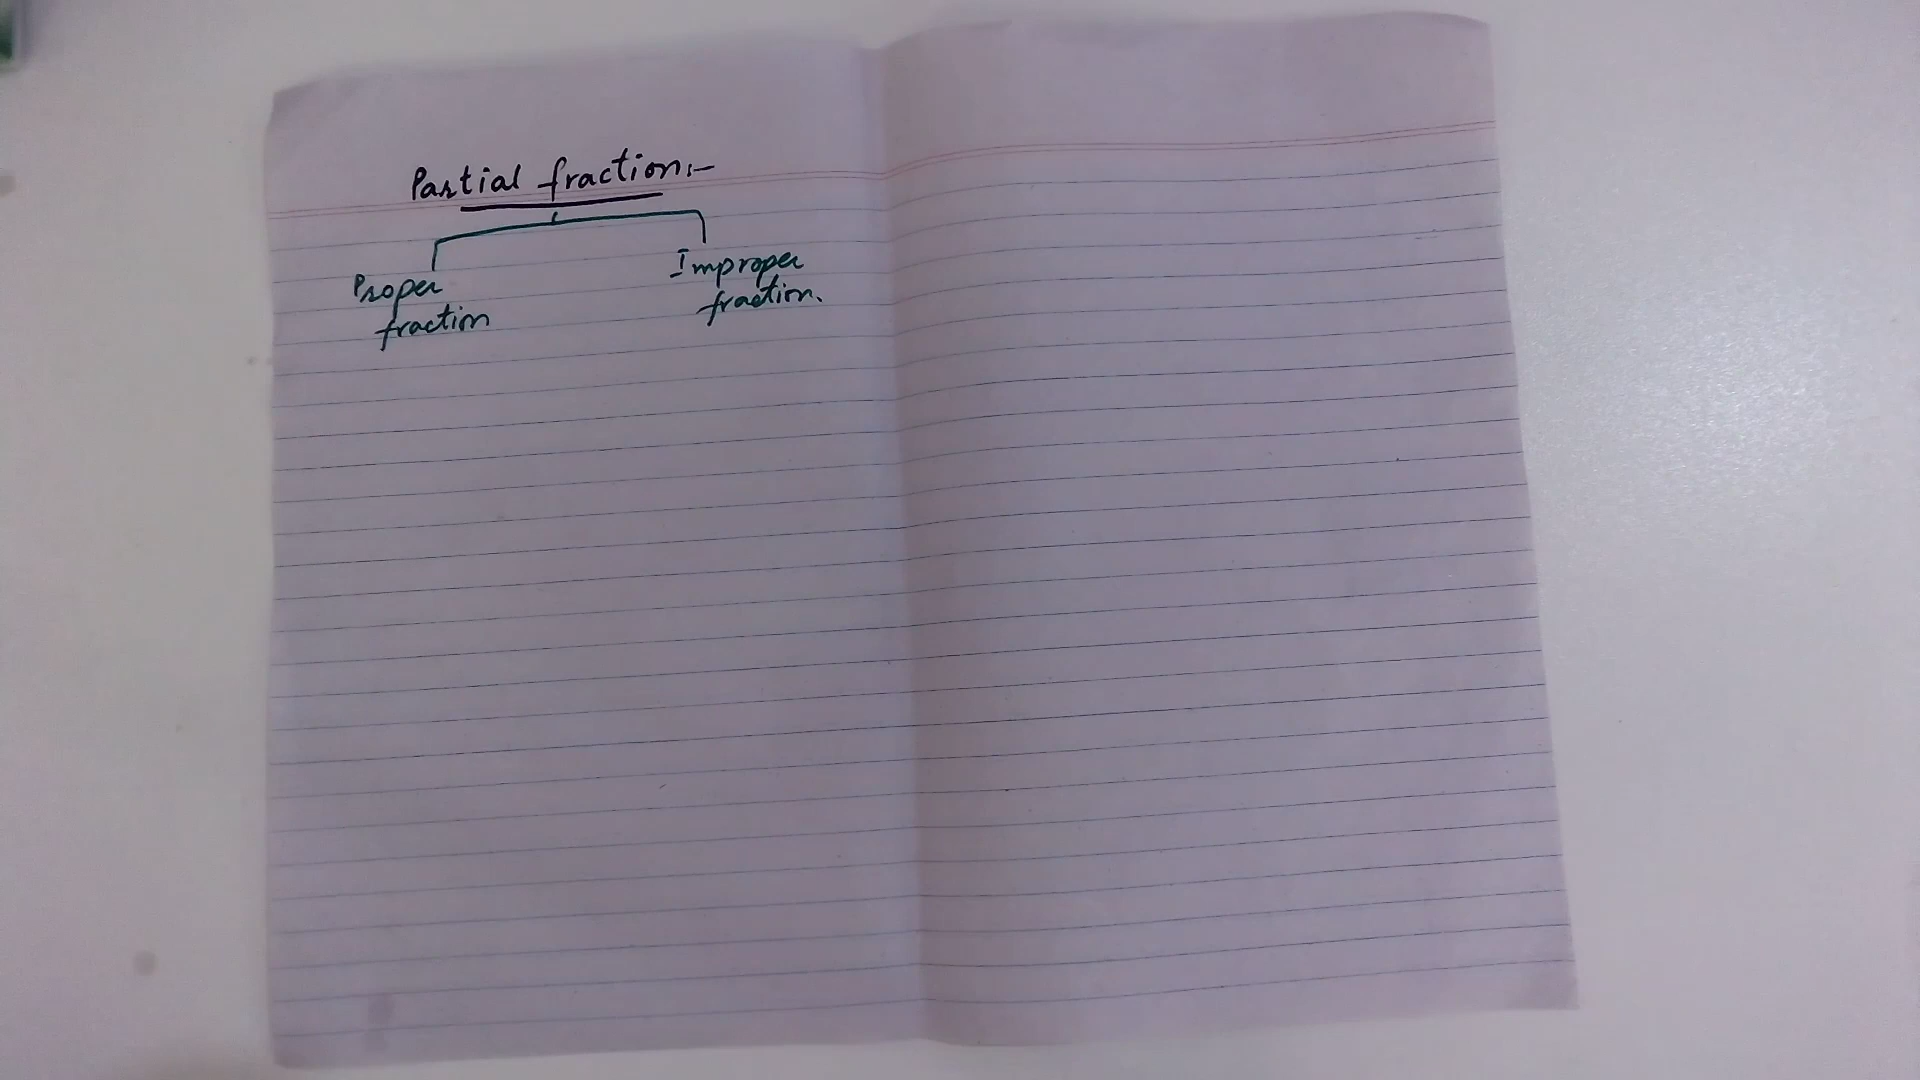 Partial fraction:-
Proper
fraction
Improper
fraction.